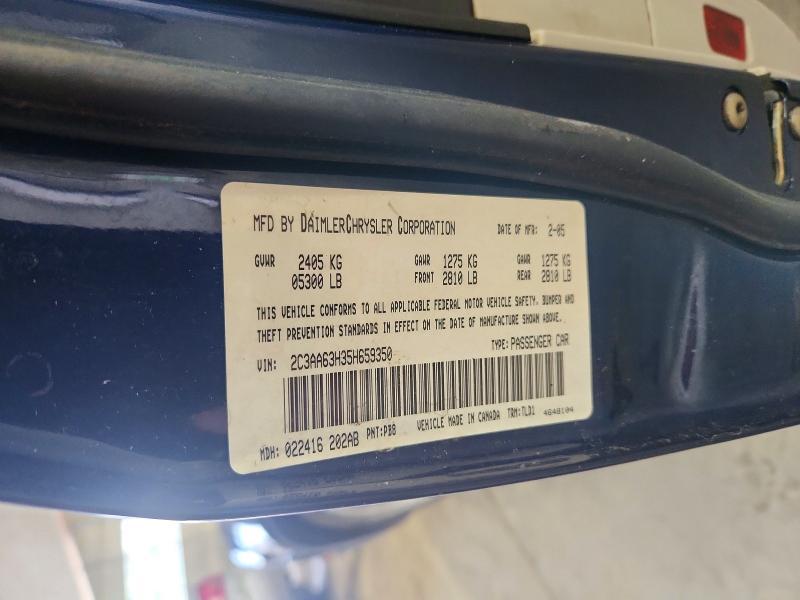 MFD BY DAIMLERCHRYSLER CORPORATION DATE OF MFR: 2-05
GVWR 2405 KG GAWR 1275 KG GAWR 1275 KG
05300 LB FRONT 2810 LB REAR 2810 LB
THIS VEHICLE CONFORMS TO ALL APPLICABLE FEDERAL MOTOR VEHICLE SAFETY, BUMPER AND
THEFT PREVENTION STANDARDS IN EFFECT ON THE DATE OF MANUFACTURE SHOWN ABOVE.
VIN: 2C3AA63H35H659350 TYPE: PASSENGER CAR
MDH: 022416 202AB PNT:PB8 VEHICLE MADE IN CANADA TRM:TLD1 4648104